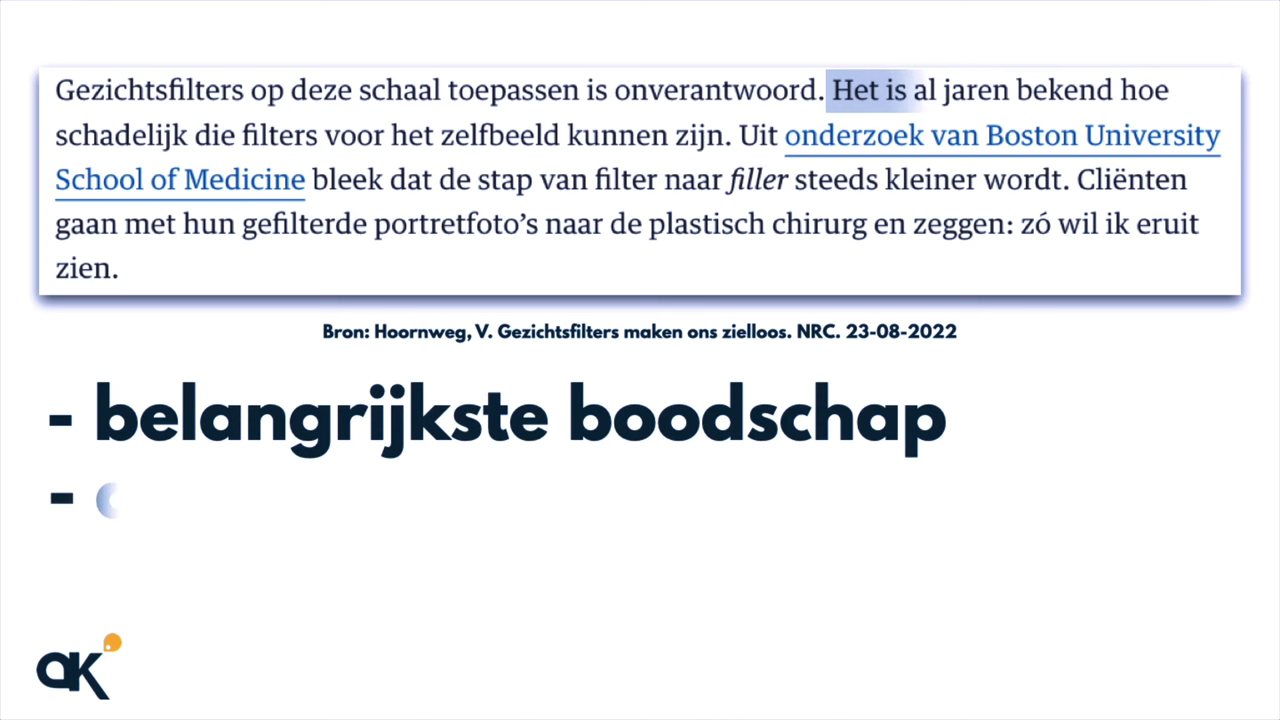 Gezichtsfilters op deze schaal toepassen is onverantwoord. Het is al jaren bekend hoe
schadelijk die filters voor het zelfbeeld kunnen zijn. Uit onderzoek van Boston University
School of Medicine bleek dat de stap van filter naar filler steeds kleiner wordt. Cliënten
gaan met hun gefilterde portretfoto’s naar de plastisch chirurg en zeggen: zó wil ik eruit
zien.
Bron: Hoornweg, V. Gezichtsfilters maken ons zielloos. NRC. 23-08-2022
- belangrijkste boodschap
-
aK